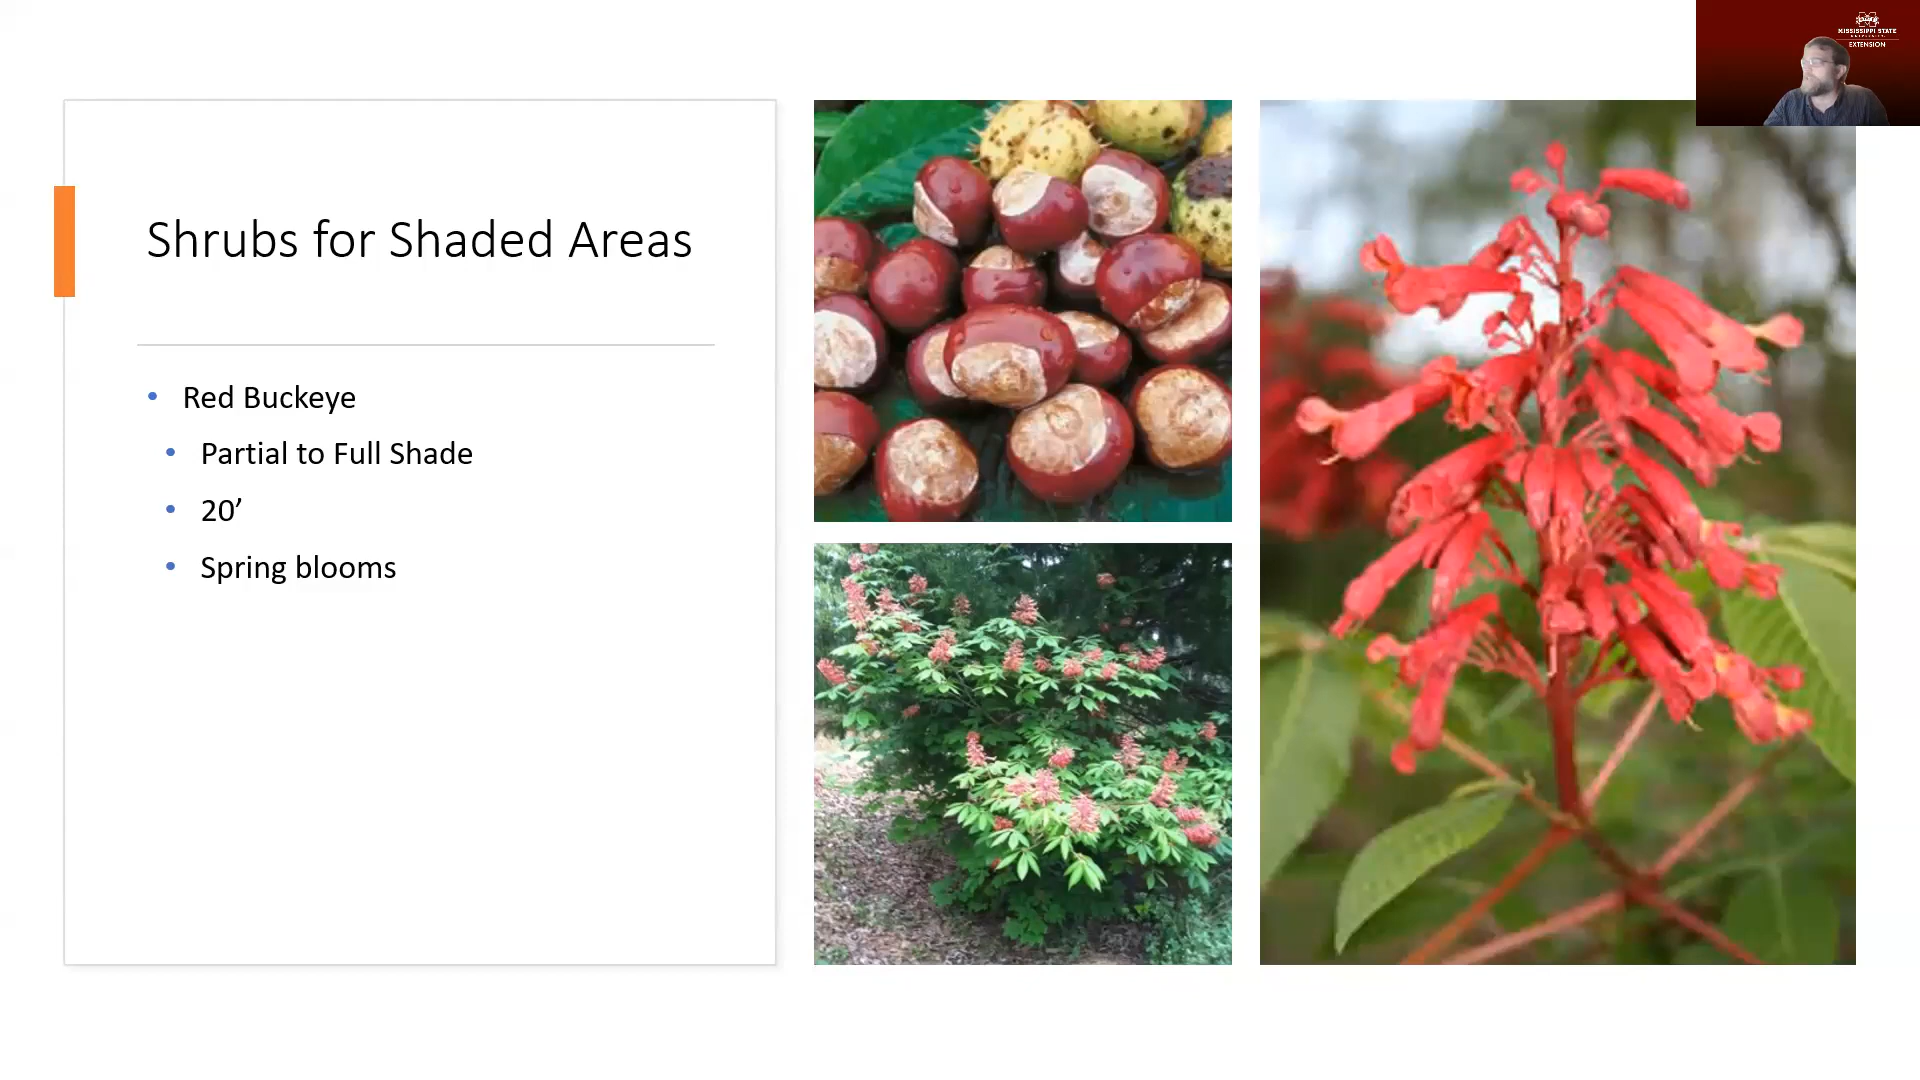 MISSISSIPPI STATE
UNIVERSITY
EXTENSION
Shrubs for Shaded Areas
• Red Buckeye
• Partial to Full Shade
• 20’
• Spring blooms